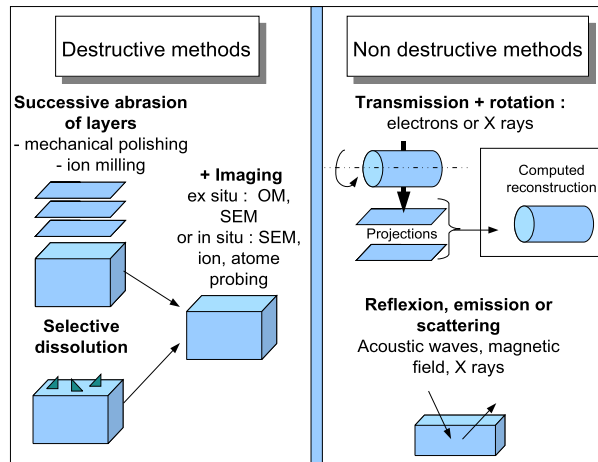 Destructive methods
Successive abrasion
of layers
- mechanical polishing
- ion milling
+ Imaging
ex situ : OM,
SEM
or in situ : SEM,
ion, atome
probing
Selective
dissolution
Non destructive methods
Transmission + rotation :
electrons or X rays
Computed
reconstruction
Projections
Reflexion, emission or
scattering
Acoustic waves, magnetic
field, X rays